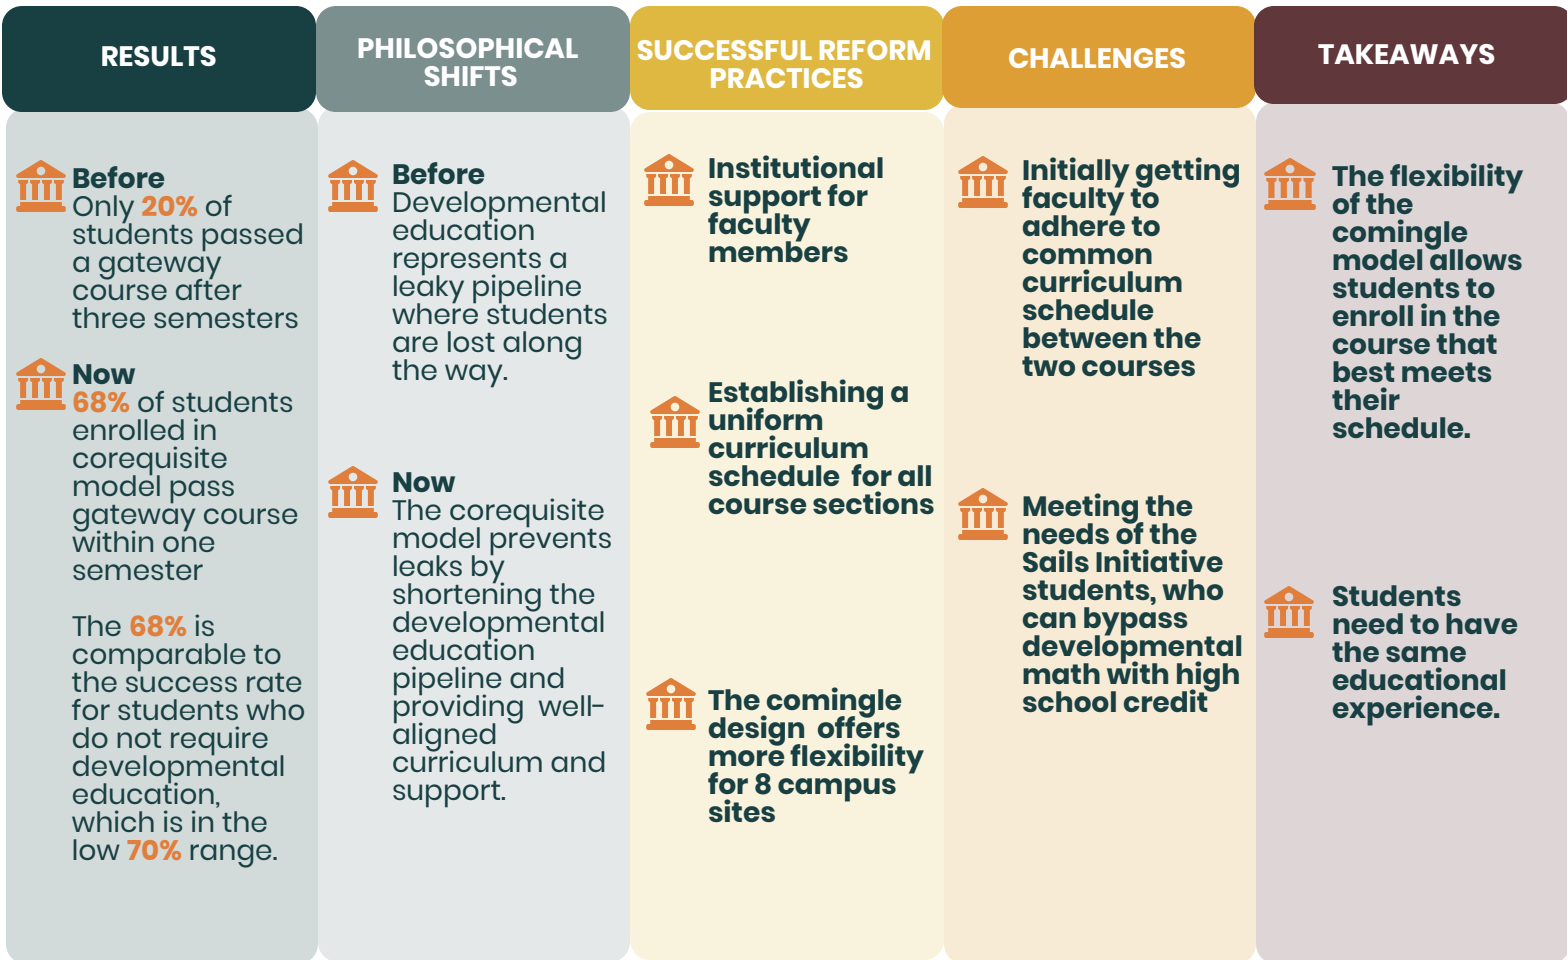 RESULTS
Before
Only 20% of
students passed
a gateway
course after
three semesters
Now
68% of students
enrolled in
corequisite
model pass
gateway course
within one
semester
The 68% is
comparable to
the success rate
for students who
do not require
developmental
education,
which is in the
low 70% range.
PHILOSOPHICAL
SHIFTS
Before
Developmental
education
represents a
leaky pipeline
where students
are lost along
the way.
Now
The corequisite
model prevents
leaks by
shortening the
developmental
education
pipeline and
providing well-
aligned
curriculum and
support.
SUCCESSFUL REFORM
PRACTICES
Institutional
support for
faculty
members
Establishing a
uniform
curriculum
schedule for all
course sections
The comingle
design offers
more flexibility
for 8 campus
sites
CHALLENGES
Initially getting
faculty to
adhere to
common
curriculum
schedule
between the
two courses
Meeting the
needs of the
Sails Initiative
students, who
can bypass
developmental
math with high
school credit
TAKEAWAYS
The flexibility
of the
comingle
model allows
students to
enroll in the
course that
best meets
their
schedule.
Students
need to have
the same
educational
experience.